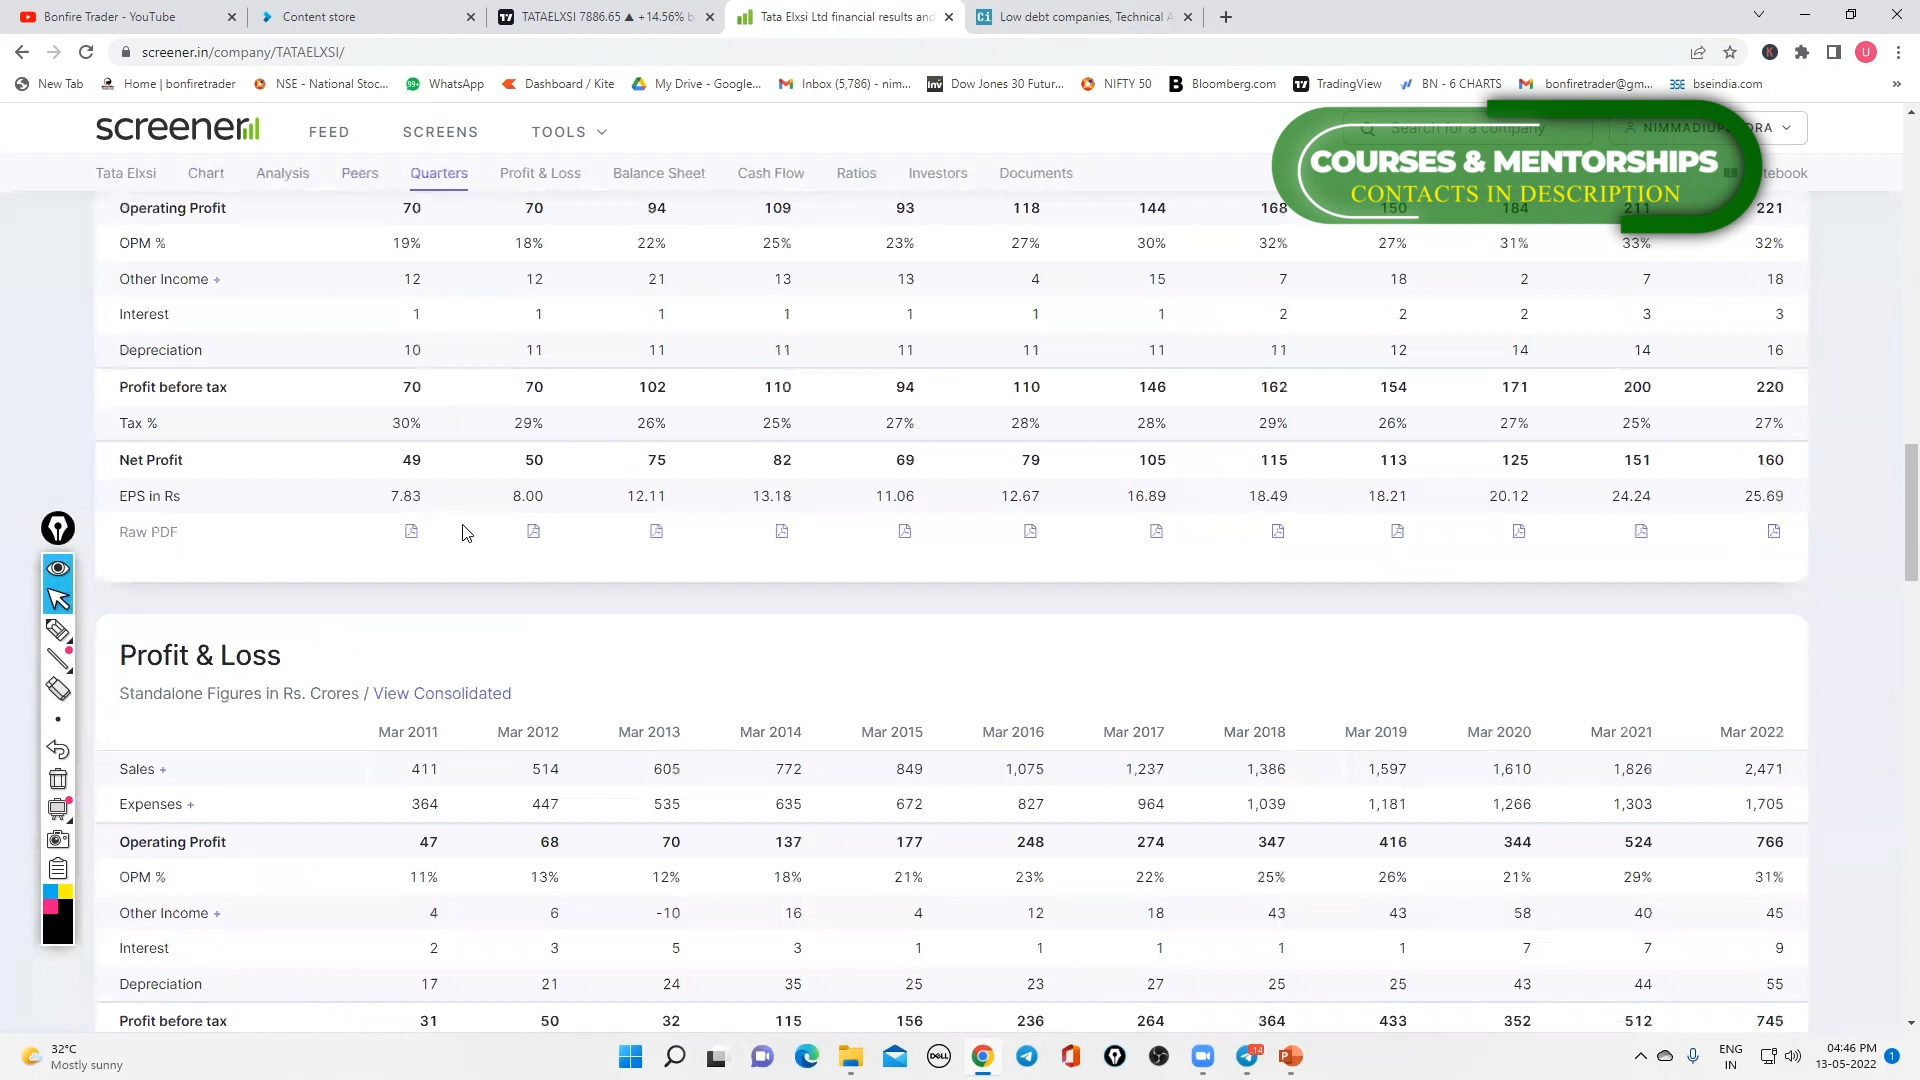 Bonfire Trader - YouTube
Content store
TATAELXSI 7886.65 ▲ +14.56% b
Tata Elxsi Ltd financial results and
Low debt companies, Technical A
screener.in/company/TATAELXSI/
New Tab
Home | bonfiretrader
NSE - National Stoc...
WhatsApp
Dashboard / Kite
My Drive - Google...
Inbox (5,786) - nim...
Dow Jones 30 Futur...
NIFTY 50
Bloomberg.com
TradingView
BN - 6 CHARTS
bonfiretrader@gm...
bseindia.com
screener
FEED SCREENS TOOLS
Search for a company
COURSES & MENTORSHIPS
CONTACTS IN DESCRIPTION
Tata Elxsi Chart Analysis Peers Quarters Profit & Loss Balance Sheet Cash Flow Ratios Investors Documents
Operating Profit 70 70 94 109 93 118 144 168 150 184 211 221
OPM % 19% 18% 22% 25% 23% 27% 30% 32% 27% 31% 33% 32%
Other Income + 12 12 21 13 13 4 15 7 18 2 7 18
Interest 1 1 1 1 1 1 1 2 2 2 3 3
Depreciation 10 11 11 11 11 11 11 11 12 14 14 16
Profit before tax 70 70 102 110 94 110 146 162 154 171 200 220
Tax % 30% 29% 26% 25% 27% 28% 28% 29% 26% 27% 25% 27%
Net Profit 49 50 75 82 69 79 105 115 113 125 151 160
EPS in Rs 7.83 8.00 12.11 13.18 11.06 12.67 16.89 18.49 18.21 20.12 24.24 25.69
Raw PDF
Profit & Loss
Standalone Figures in Rs. Crores / View Consolidated
Mar 2011 Mar 2012 Mar 2013 Mar 2014 Mar 2015 Mar 2016 Mar 2017 Mar 2018 Mar 2019 Mar 2020 Mar 2021 Mar 2022
Sales + 411 514 605 772 849 1,075 1,237 1,386 1,597 1,610 1,826 2,471
Expenses + 364 447 535 635 672 827 964 1,039 1,181 1,266 1,303 1,705
Operating Profit 47 68 70 137 177 248 274 347 416 344 524 766
OPM % 11% 13% 12% 18% 21% 23% 22% 25% 26% 21% 29% 31%
Other Income + 4 6 -10 16 4 12 18 43 43 58 40 45
Interest 2 3 5 3 1 1 1 1 1 7 7 9
Depreciation 17 21 24 35 25 23 27 25 25 43 44 55
Profit before tax 31 50 32 115 156 236 264 364 433 352 512 745
32°C
Mostly sunny
ENG
IN
04:46 PM
13-05-2022